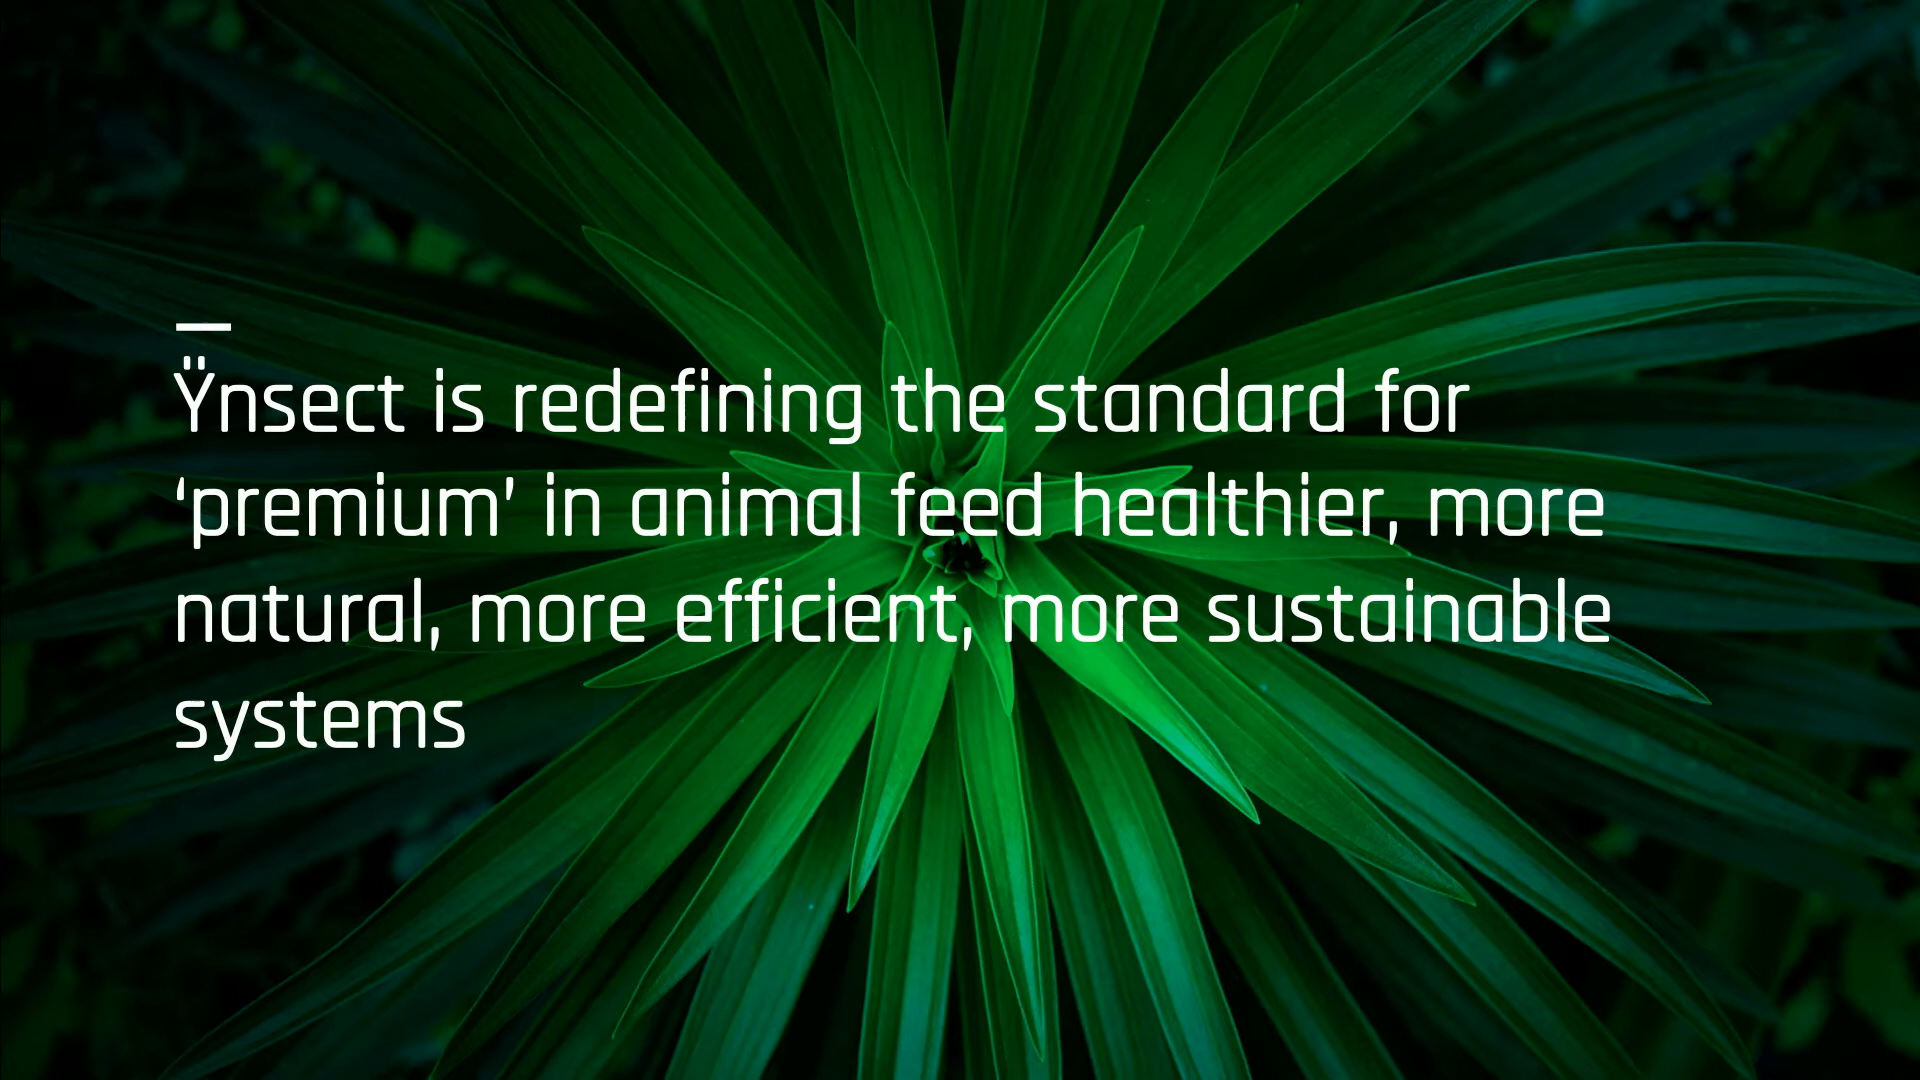 Ÿnsect is redefining the standard for
‘premium’ in animal feed healthier, more
natural, more efficient, more sustainable
systems